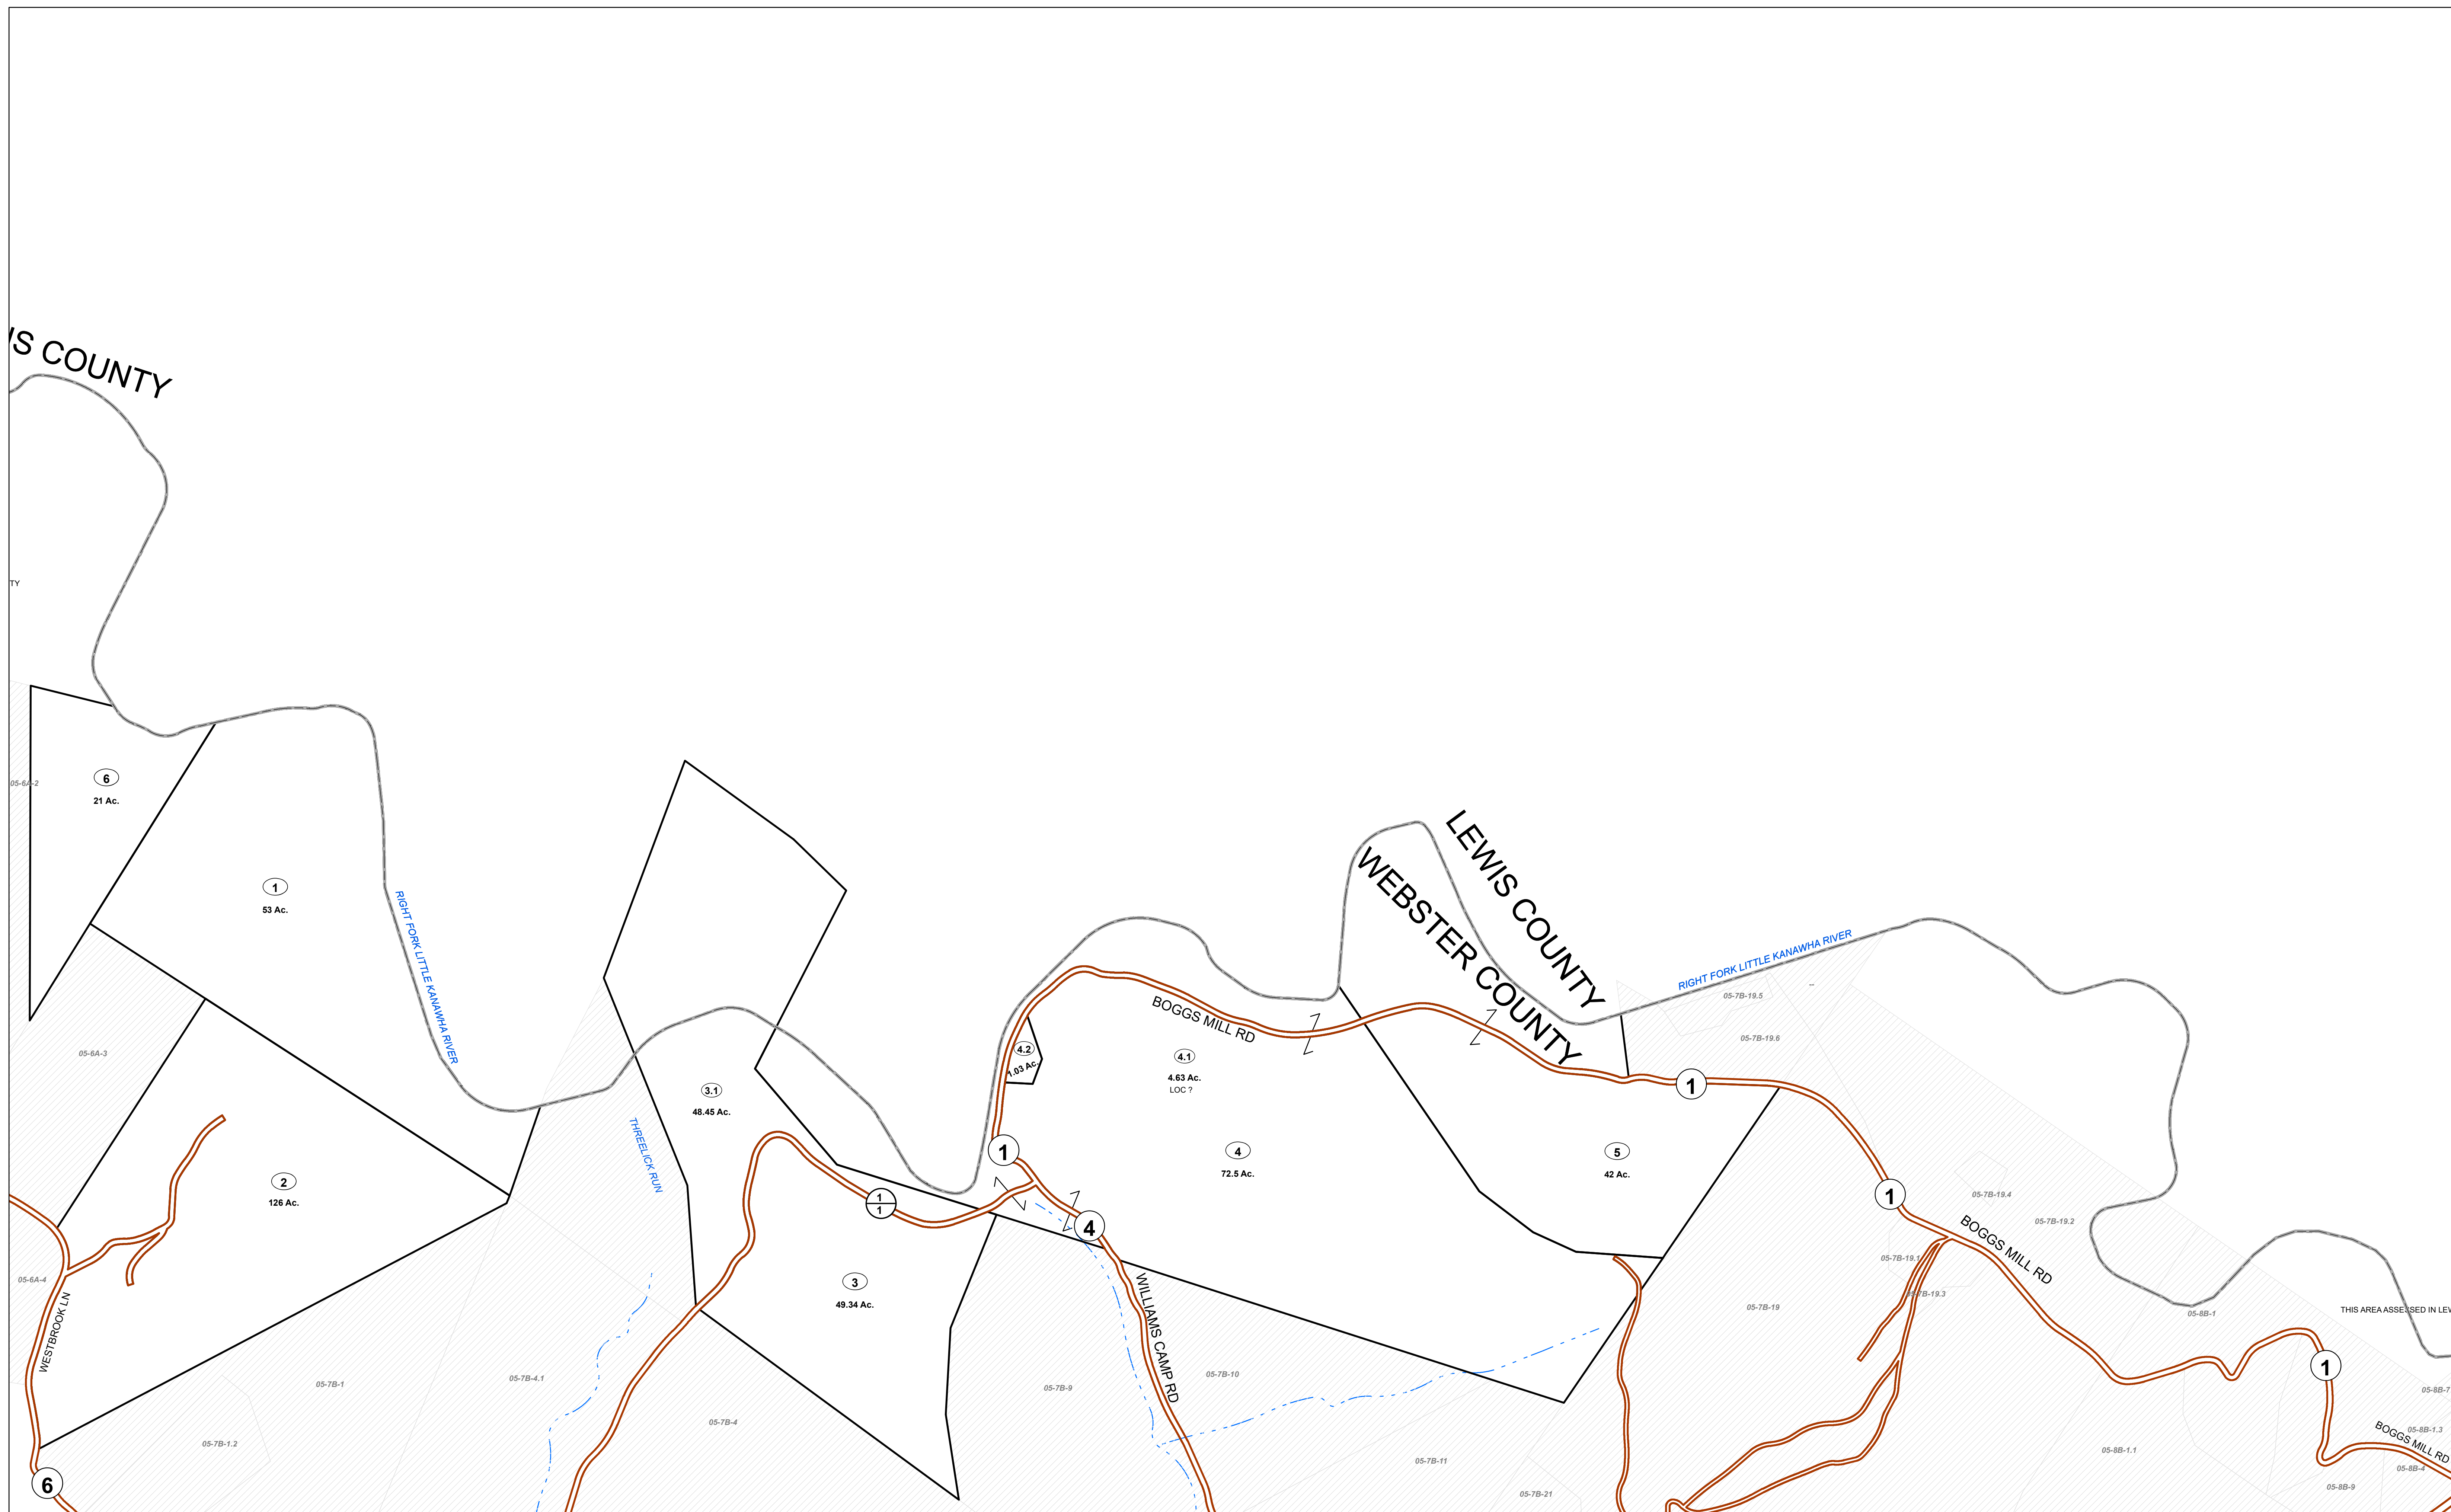 IS COUNTY
TY
6
21 Ac.
05-6A-2
1
53 Ac.
RIGHT FORK LITTLE KANAWHA RIVER
LEWIS COUNTY
WEBSTER COUNTY
RIGHT FORK LITTLE KANAWHA RIVER
05-7B-19.5
--
05-7B-19.6
05-6A-3
BOGGS MILL RD
4.2
1.03 Ac.
4.1
4.63 Ac.
LOC ?
3.1
48.45 Ac.
THREELICK RUN
1
1
4
72.5 Ac.
5
42 Ac.
2
126 Ac.
1
1
1
4
05-7B-19.4
05-7B-19.2
BOGGS MILL RD
05-7B-19.1
05-7B-19.3
05-6A-4
WESTBROOK LN
3
49.34 Ac.
WILLIAMS CAMP RD
05-7B-19
05-8B-1
THIS AREA ASSESSED IN LEW
1
05-7B-1
05-7B-4.1
05-7B-9
05-7B-10
05-8B-7
05-7B-4
05-7B-1.2
05-8B-1.3
BOGGS MILL RD
05-8B-1.1
05-7B-11
05-8B-4
6
05-7B-21
05-8B-9